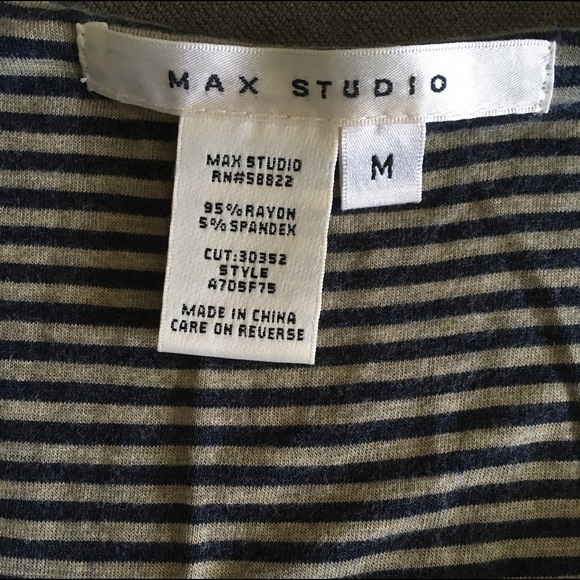 MAX STUDIO
M
MAX STUDIO
RN#58822
95%RAYON
5%SPANDEX
CUT:30352
STYLE
A7D5F75
MADE IN CHINA
CARE ON REVERSE